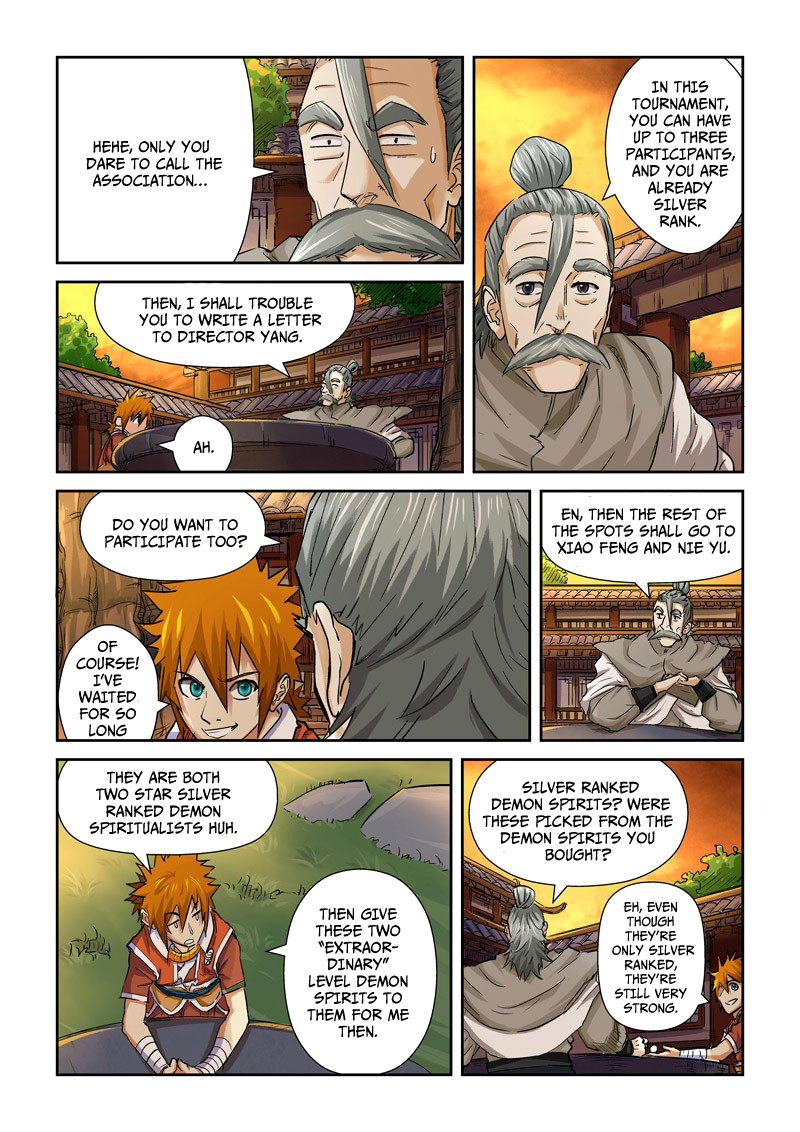 HEHE, ONLY YOU
DARE TO CALL THE
ASSOCIATION...
IN THIS
TOURNAMENT,
YOU CAN HAVE
UP TO THREE
PARTICIPANTS,
AND YOU ARE
ALREADY
SILVER
RANK.
THEN, I SHALL TROUBLE
YOU TO WRITE A LETTER
TO DIRECTOR YANG.
AH.
DO YOU WANT TO
PARTICIPATE TOO?
OF
COURSE!
I'VE
WAITED
FOR SO
LONG
EN, THEN THE REST OF
THE SPOTS SHALL GO TO
XIAO FENG AND NIE YU.
THEY ARE BOTH
TWO STAR SILVER
RANKED DEMON
SPIRITUALISTS HUH.
THEN GIVE
THESE TWO
"EXTRAOR-
DINARY"
LEVEL DEMON
SPIRITS TO
THEM FOR ME
THEN.
SILVER RANKED
DEMON SPIRITS? WERE
THESE PICKED FROM THE
DEMON SPIRITS YOU
BOUGHT?
EH, EVEN
THOUGH
THEY'RE
ONLY SILVER
RANKED,
THEY'RE
STILL VERY
STRONG.